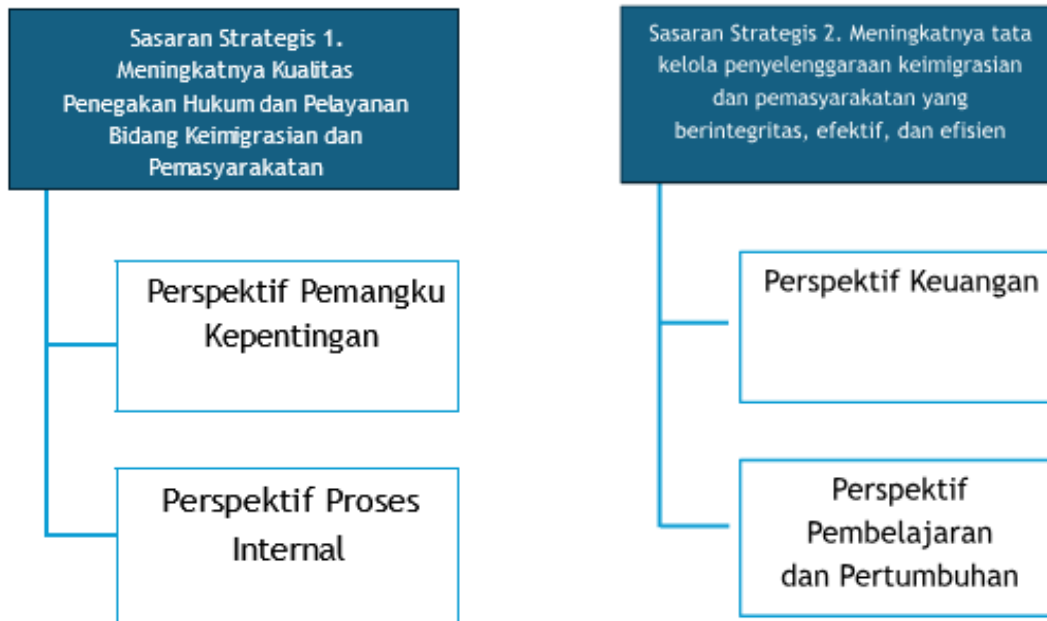 Sasaran Strategis 1.
Meningkatnya Kualitas
Penegakan Hukum dan Pelayanan
Bidang Keimigrasian dan
Pemasyarakatan
Perspektif Pemangku
Kepentingan
Perspektif Proses
Internal
Sasaran Strategis 2. Meningkatnya tata
kelola penyelenggaraan keimigrasian
dan pemasyarakatan yang
berintegritas, efektif, dan efisien
Perspektif Keuangan
Perspektif
Pembelajaran
dan Pertumbuhan